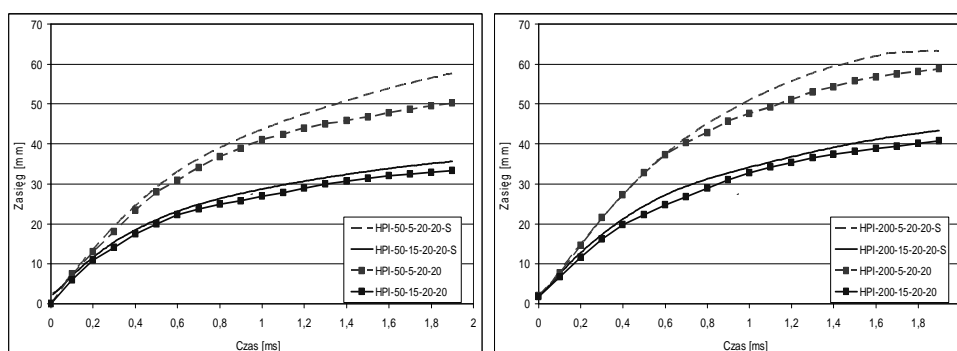 70
60
50
40
30
20
10
0
Zasięg [mm]
0 0,2 0,4 0,6 0,8 1 1,2 1,4 1,6 1,8 2
Czas [ms]
HPI-50-5-20-20-S
HPI-50-15-20-20-S
HPI-50-5-20-20
HPI-50-15-20-20
70
60
50
40
30
20
10
0
Zasięg [mm]
0 0,2 0,4 0,6 0,8 1 1,2 1,4 1,6 1,8
Czas [ms]
HPI-200-5-20-20-S
HPI-200-15-20-20-S
HPI-200-5-20-20
HPI-200-15-20-20